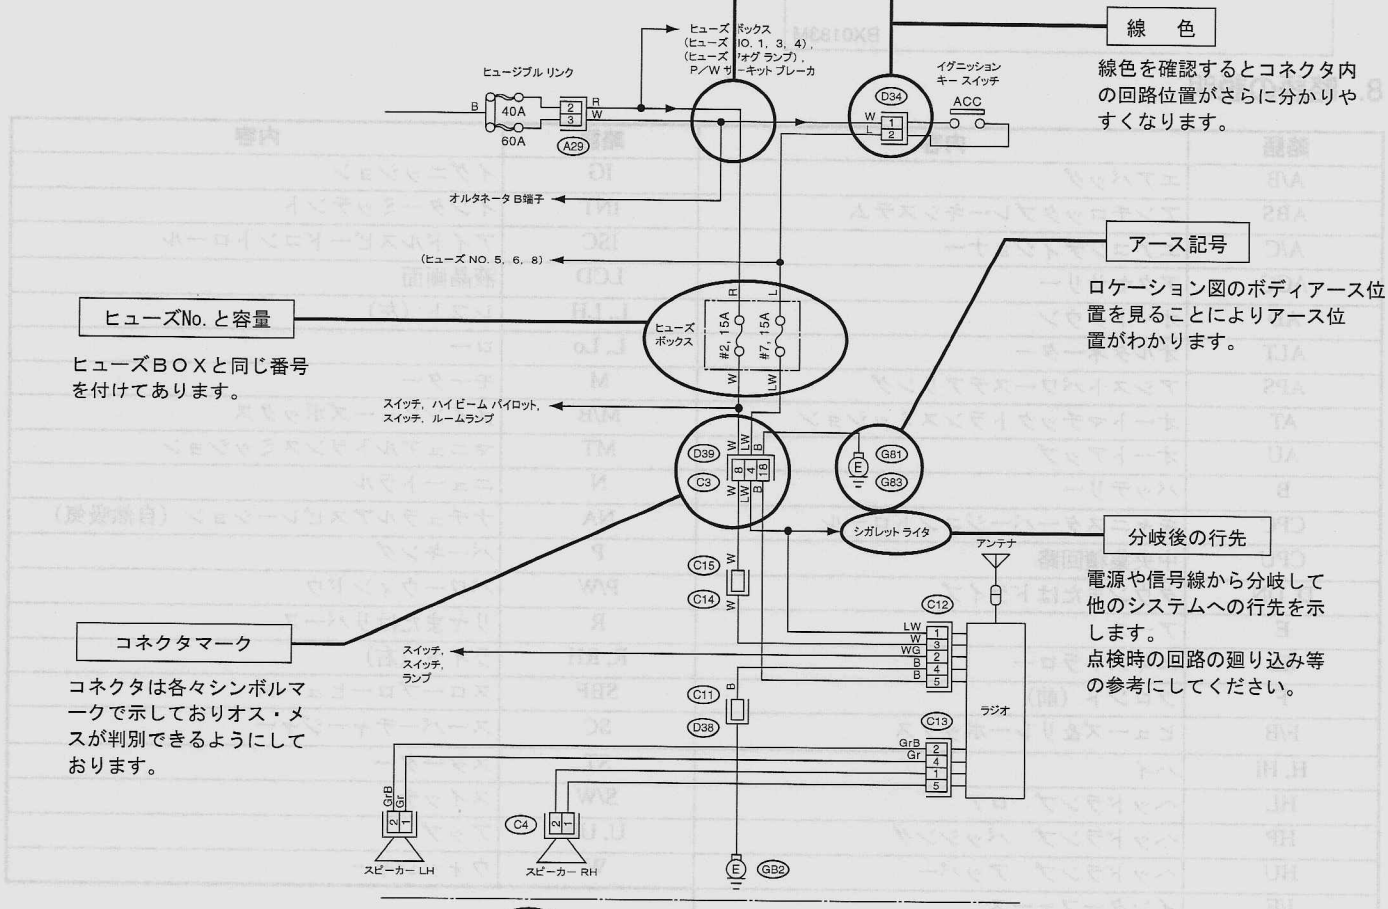 線　色
線色を確認するとコネクタ内
の回路位置がさらに分かりや
すくなります。
ヒューズ ボックス
(ヒューズ NO. 1, 3, 4),
(ヒューズ フォグ ランプ),
P/W サーキット ブレーカ
ヒュージブル リンク
B
40A
60A
2
3
R
W
A29
イグニッション
キー スイッチ
ACC
D34
W
L
1
2
オルタネータ B端子
(ヒューズ NO. 5, 6, 8)
アース記号
ロケーション図のボディアース位
置を見ることによりアース位
置がわかります。
ヒューズNo. と容量
ヒューズＢＯＸと同じ番号
を付けてあります。
ヒューズ
ボックス
R
L
#2, 15A
#7, 15A
W
LW
スイッチ, ハイビーム パイロット,
スイッチ, ルームランプ
D39
C3
W
LW
B
8
4
18
W
LW
B
E
G81
G83
シガレット ライタ
分岐後の行先
電源や信号線から分岐して
他のシステムへの行先を示
します。
点検時の回路の廻り込み等
の参考にしてください。
アンテナ
C15
C14
W
W
C12
LW
W
WG
B
B
1
3
2
4
5
コネクタマーク
コネクタは各々シンボルマ
ークで示しておりオス・メ
スが判別できるようにして
おります。
スイッチ,
スイッチ,
ランプ
C11
D38
B
ラジオ
C13
GrB
Gr
2
4
1
5
GrB
Gr
2
1
スピーカー LH
C4
2
1
スピーカー RH
E
GB2